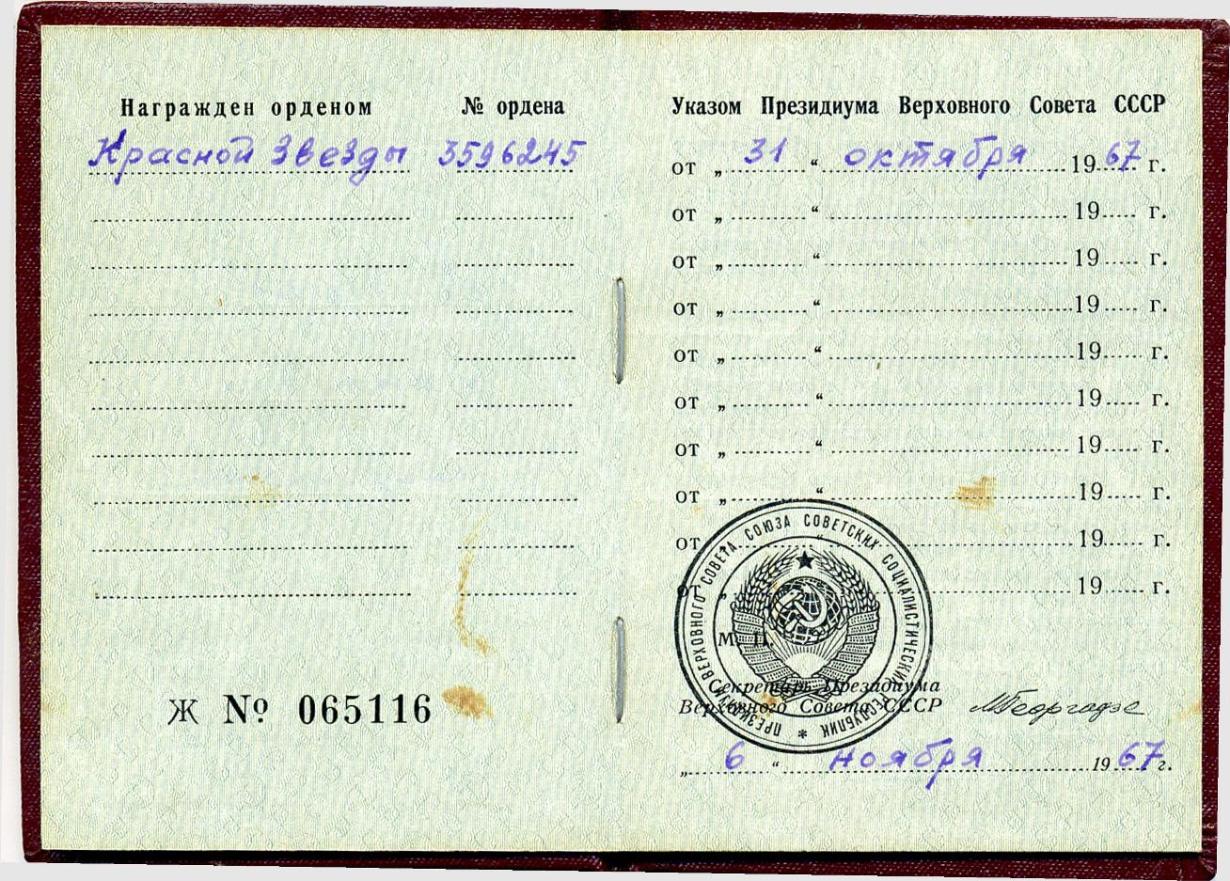 Награжден орденом № ордена
Красной Звезды 3596245
Ж № 065116
Указом Президиума Верховного Совета СССР
от „ 31 “ октября 1967 г.
от „ “ 19 г.
от „ “ 19 г.
от „ “ 19 г.
от „ “ 19 г.
от „ “ 19 г.
от „ “ 19 г.
от „ “ 19 г.
от „ “ 19 г.
от „ 19 г.
ПРЕЗИДИУМ ВЕРХОВНОГО СОВЕТА СОЮЗА СОВЕТСКИХ СОЦИАЛИСТИЧЕСКИХ РЕСПУБЛИК *
М. П.
Секретарь Президиума
Верховного Совета СССР МГеоргадзе
„ 6 “ ноября 1967 г.